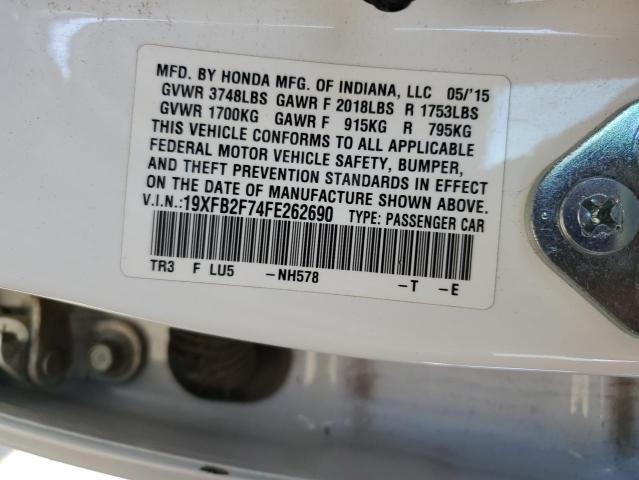 MFD. BY HONDA MFG. OF INDIANA, LLC 05/'15
GVWR 3748LBS GAWR F 2018LBS R 1753LBS
GVWR 1700KG GAWR F 915KG R 795KG
THIS VEHICLE CONFORMS TO ALL APPLICABLE
FEDERAL MOTOR VEHICLE SAFETY, BUMPER,
AND THEFT PREVENTION STANDARDS IN EFFECT
ON THE DATE OF MANUFACTURE SHOWN ABOVE.
V.I.N.:19XFB2F74FE262690 TYPE: PASSENGER CAR
TR3 F LU5 -NH578 -T -E